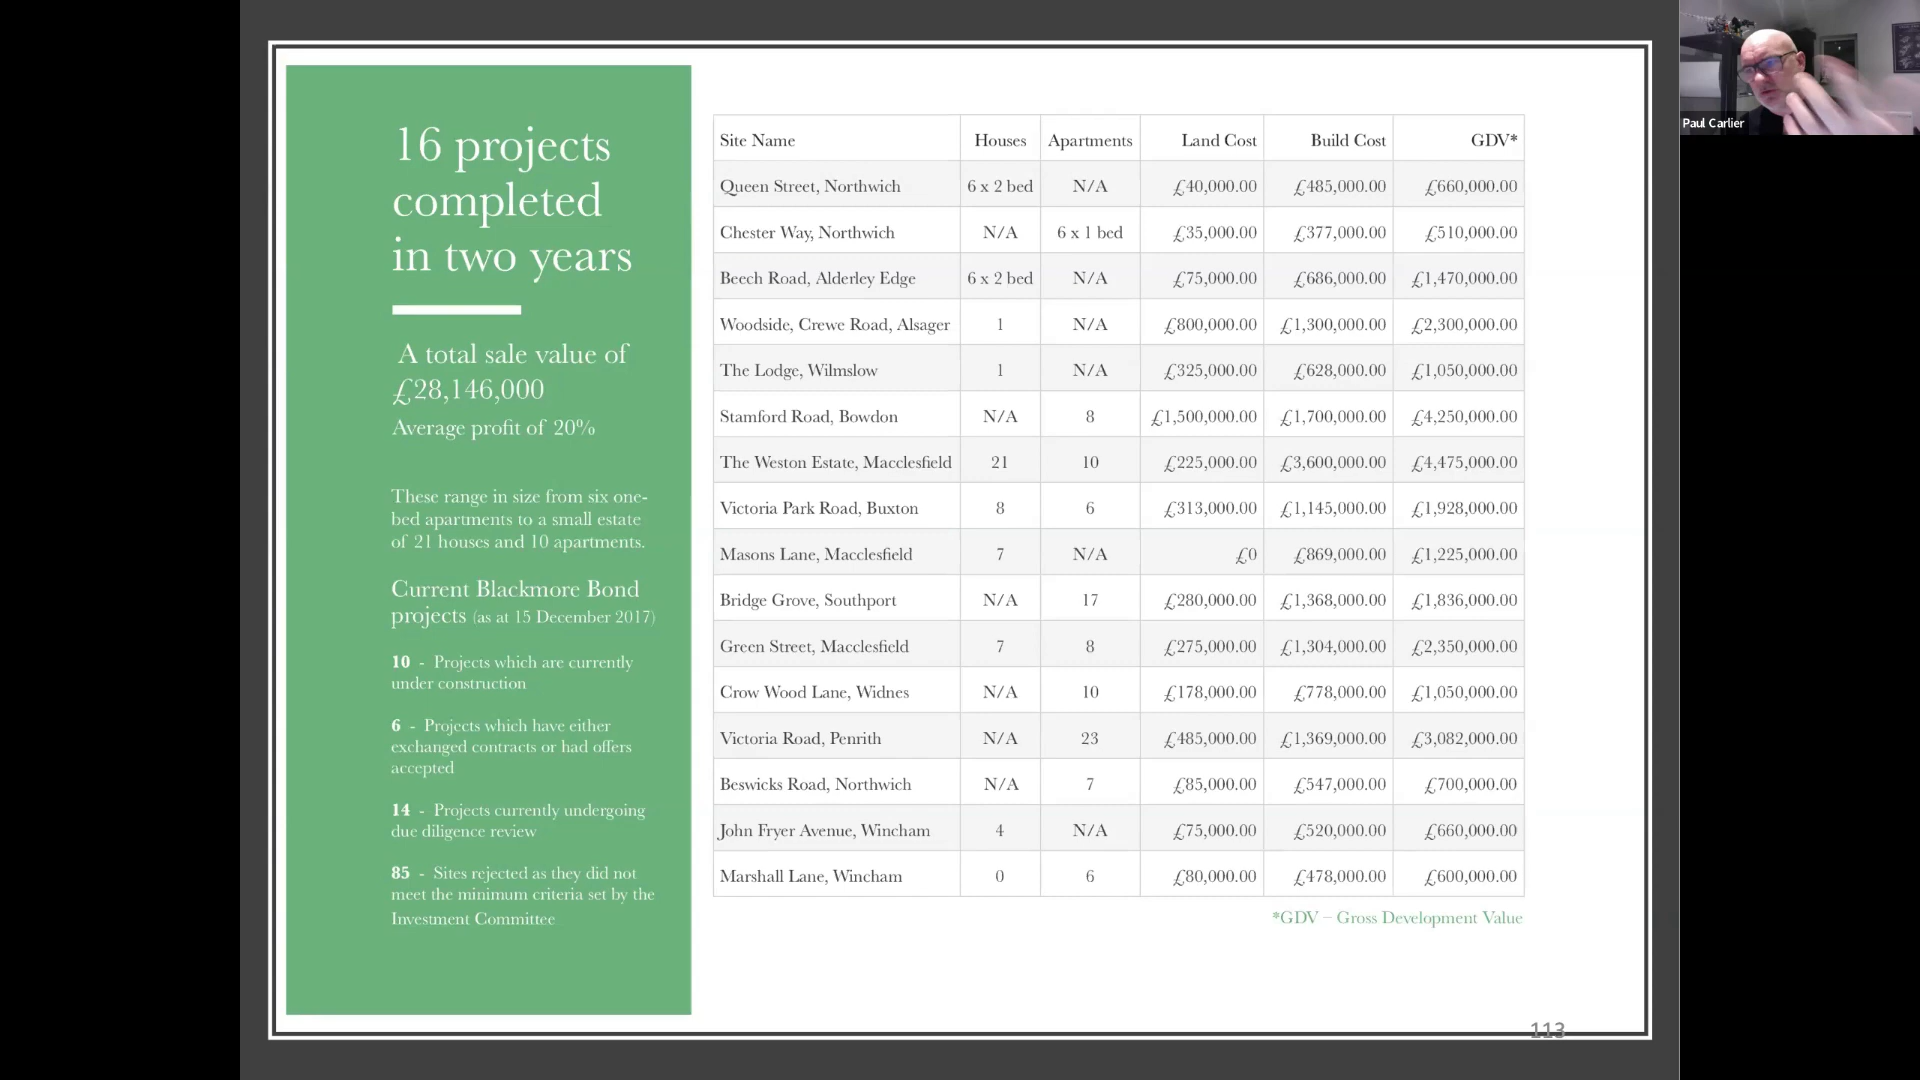 16 projects
completed
in two years
A total sale value of
£28,146,000
Average profit of 20%
These range in size from six one-
bed apartments to a small estate
of 21 houses and 10 apartments.
Current Blackmore Bond
projects (as at 15 December 2017)
10 - Projects which are currently
under construction
6 - Projects which have either
exchanged contracts or had offers
accepted
14 - Projects currently undergoing
due diligence review
85 - Sites rejected as they did not
meet the minimum criteria set by the
Investment Committee
Site Name Houses Apartments Land Cost Build Cost GDV*
Queen Street, Northwich 6 x 2 bed N/A £40,000.00 £485,000.00 £660,000.00
Chester Way, Northwich N/A 6 x 1 bed £35,000.00 £377,000.00 £510,000.00
Beech Road, Alderley Edge 6 x 2 bed N/A £75,000.00 £686,000.00 £1,470,000.00
Woodside, Crewe Road, Alsager 1 N/A £800,000.00 £1,300,000.00 £2,300,000.00
The Lodge, Wilmslow 1 N/A £325,000.00 £628,000.00 £1,050,000.00
Stamford Road, Bowdon N/A 8 £1,500,000.00 £1,700,000.00 £4,250,000.00
The Weston Estate, Macclesfield 21 10 £225,000.00 £3,600,000.00 £4,475,000.00
Victoria Park Road, Buxton 8 6 £313,000.00 £1,145,000.00 £1,928,000.00
Masons Lane, Macclesfield 7 N/A £0 £869,000.00 £1,225,000.00
Bridge Grove, Southport N/A 17 £280,000.00 £1,368,000.00 £1,836,000.00
Green Street, Macclesfield 7 8 £275,000.00 £1,304,000.00 £2,350,000.00
Crow Wood Lane, Widnes N/A 10 £178,000.00 £778,000.00 £1,050,000.00
Victoria Road, Penrith N/A 23 £485,000.00 £1,369,000.00 £3,082,000.00
Beswicks Road, Northwich N/A 7 £85,000.00 £547,000.00 £700,000.00
John Fryer Avenue, Wincham 4 N/A £75,000.00 £520,000.00 £660,000.00
Marshall Lane, Wincham 0 6 £80,000.00 £478,000.00 £600,000.00
*GDV – Gross Development Value
113
Paul Carlier